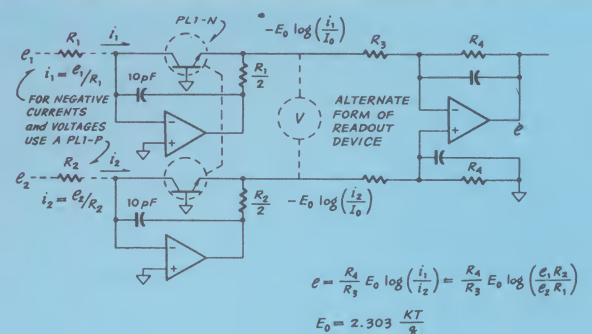 PL1-N
R₁
i₁
-E₀ log(i₁/I₀)
R₃
R₄
e₁
i₁ = e₁/R₁
10pF
R₁/2
FOR NEGATIVE
CURRENTS
and VOLTAGES
USE A PL1-P
-
+
V
ALTERNATE
FORM OF
READOUT
DEVICE
-
+
e
R₂
i₂
e₂
i₂ = e₂/R₂
10pF
R₂/2
-E₀ log(i₂/I₀)
R₄
-
+
e = R₄/R₃ E₀ log(i₁/i₂) = R₄/R₃ E₀ log(e₁R₂/e₂R₁)
E₀ = 2.303 KT/q